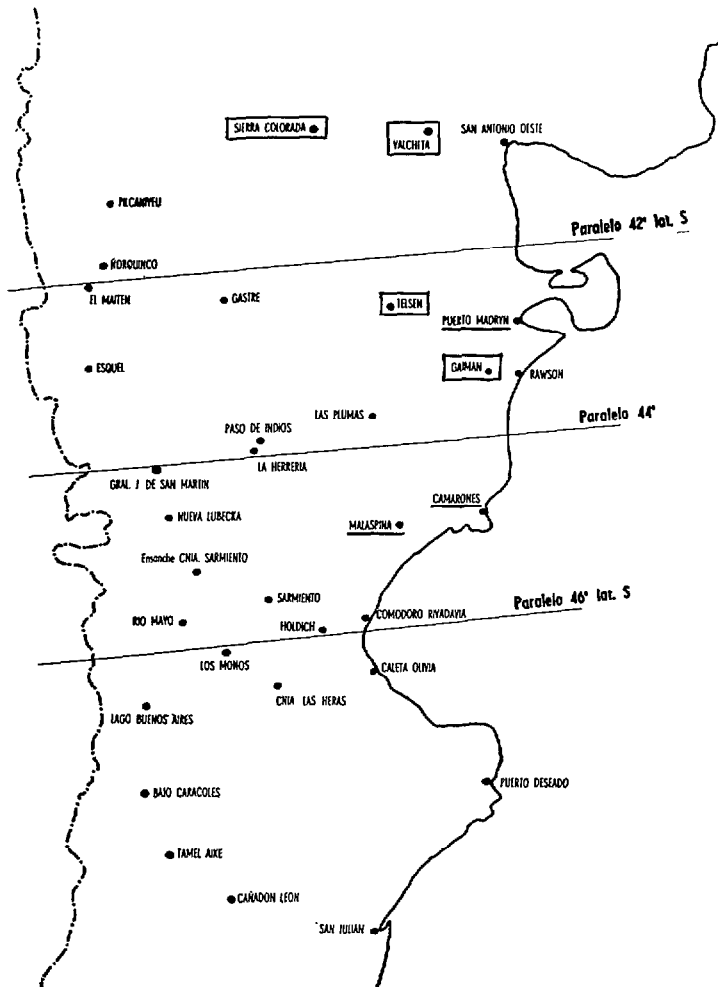 SIERRA COLORADA
VALCHETA
SAN ANTONIO OESTE
PILCANIYEU
Paralelo 42° lat. S
ÑORQUINCO
EL MAITEN
GASTRE
TELSEN
PUERTO MADRYN
ESQUEL
GAIMAN
RAWSON
LAS PLUMAS
Paralelo 44°
PASO DE INDIOS
LA HERRERIA
GRAL. J DE SAN MARTIN
CAMARONES
NUEVA LUBECKA
MALASPINA
Ensanche CNIA. SARMIENTO
SARMIENTO
Paralelo 46° lat. S
RIO MAYO
HOLDICH
COMODORO RIVADAVIA
LOS MONOS
CALETA OLIVIA
CNIA LAS HERAS
LAGO BUENOS AIRES
PUERTO DESEADO
BAJO CARACOLES
TAMEL AIKE
CAÑADON LEON
SAN JULIAN